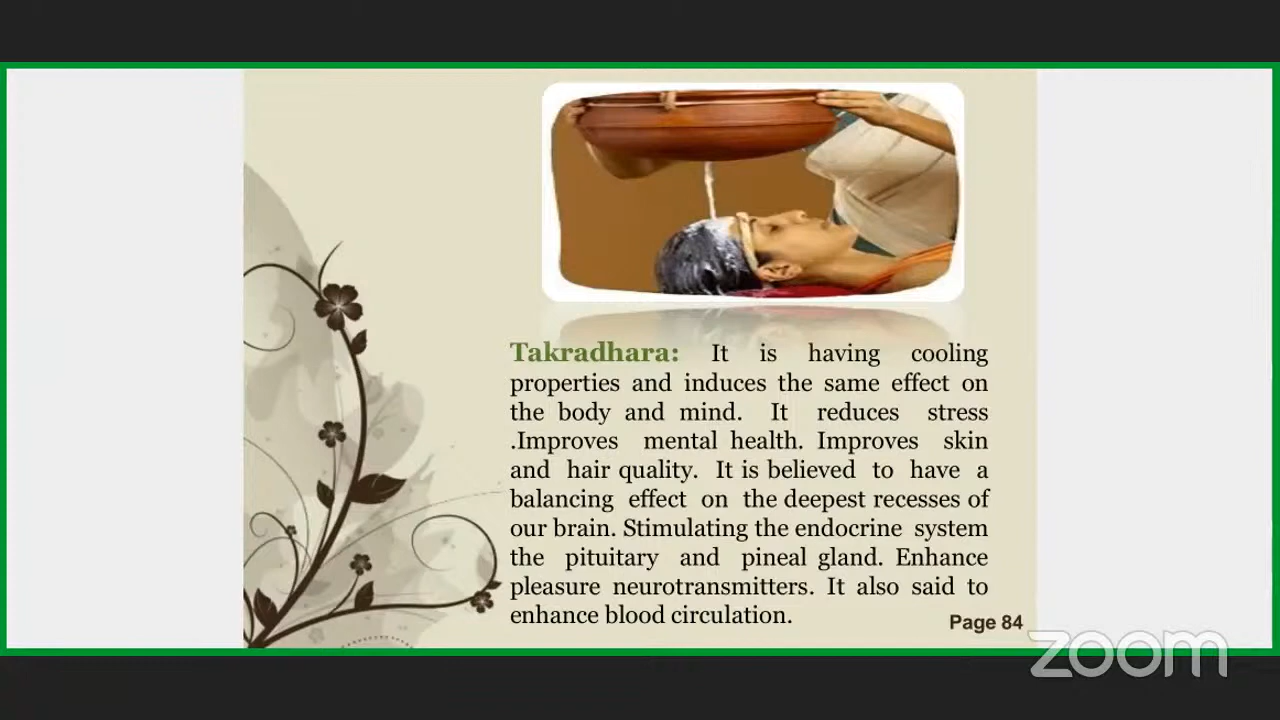 Takradhara: It is having cooling
properties and induces the same effect on
the body and mind. It reduces stress
.Improves mental health. Improves skin
and hair quality. It is believed to have a
balancing effect on the deepest recesses of
our brain. Stimulating the endocrine system
the pituitary and pineal gland. Enhance
pleasure neurotransmitters. It also said to
enhance blood circulation.
Page 84
zoom